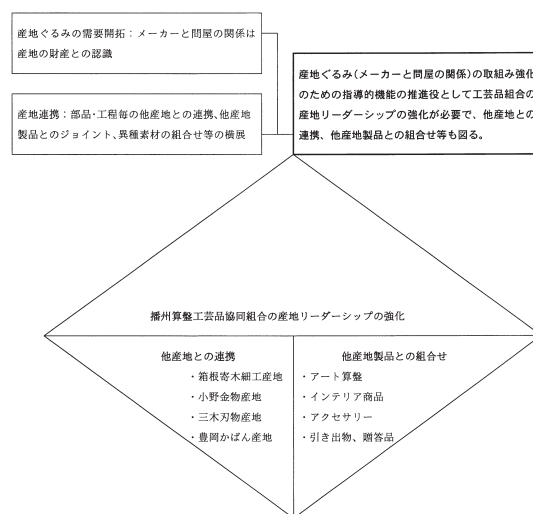 産地ぐるみの需要開拓：メーカーと問屋の関係は
産地の財産との認識
産地連携：部品・工程毎の他産地との連携、他産地
製品とのジョイント、異種素材の組合せ等の横展
産地ぐるみ（メーカーと問屋の関係）の取組み強化
のための指導的機能の推進役として工芸品組合の
産地リーダーシップの強化が必要で、他産地との
連携、他産地製品との組合せ等も図る。
播州算盤工芸品協同組合の産地リーダーシップの強化
他産地との連携
・箱根寄木細工産地
・小野金物産地
・三木刃物産地
・豊岡かばん産地
他産地製品との組合せ
・アート算盤
・インテリア商品
・アクセサリー
・引き出物、贈答品